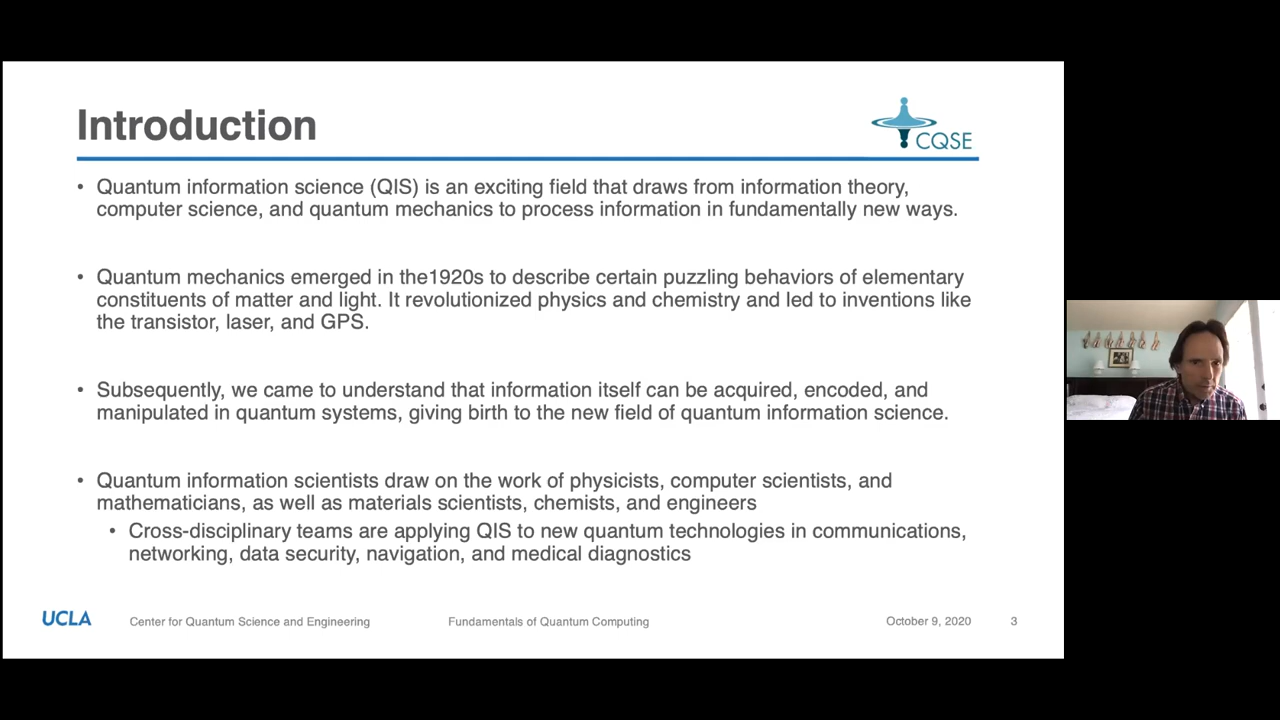 Introduction
CQSE
• Quantum information science (QIS) is an exciting field that draws from information theory,
computer science, and quantum mechanics to process information in fundamentally new ways.
• Quantum mechanics emerged in the1920s to describe certain puzzling behaviors of elementary
constituents of matter and light. It revolutionized physics and chemistry and led to inventions like
the transistor, laser, and GPS.
• Subsequently, we came to understand that information itself can be acquired, encoded, and
manipulated in quantum systems, giving birth to the new field of quantum information science.
• Quantum information scientists draw on the work of physicists, computer scientists, and
mathematicians, as well as materials scientists, chemists, and engineers
• Cross-disciplinary teams are applying QIS to new quantum technologies in communications,
networking, data security, navigation, and medical diagnostics
UCLA Center for Quantum Science and Engineering Fundamentals of Quantum Computing October 9, 2020 3